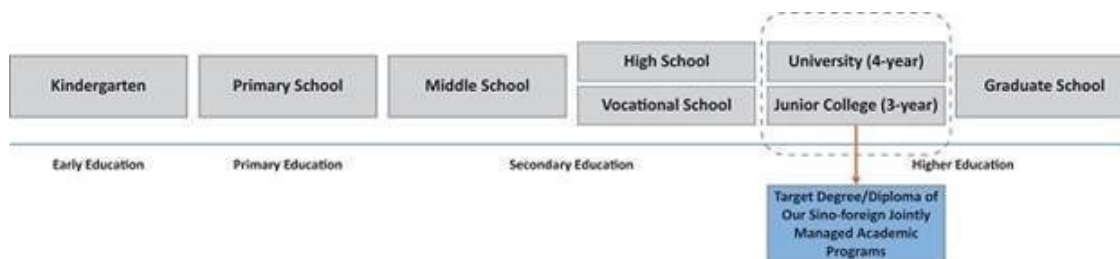 Kindergarten
Primary School
Middle School
High School
Vocational School
University (4-year)
Junior College (3-year)
Graduate School
Early Education
Primary Education
Secondary Education
Higher Education
Target Degree/Diploma of
Our Sino-foreign Jointly
Managed Academic
Programs